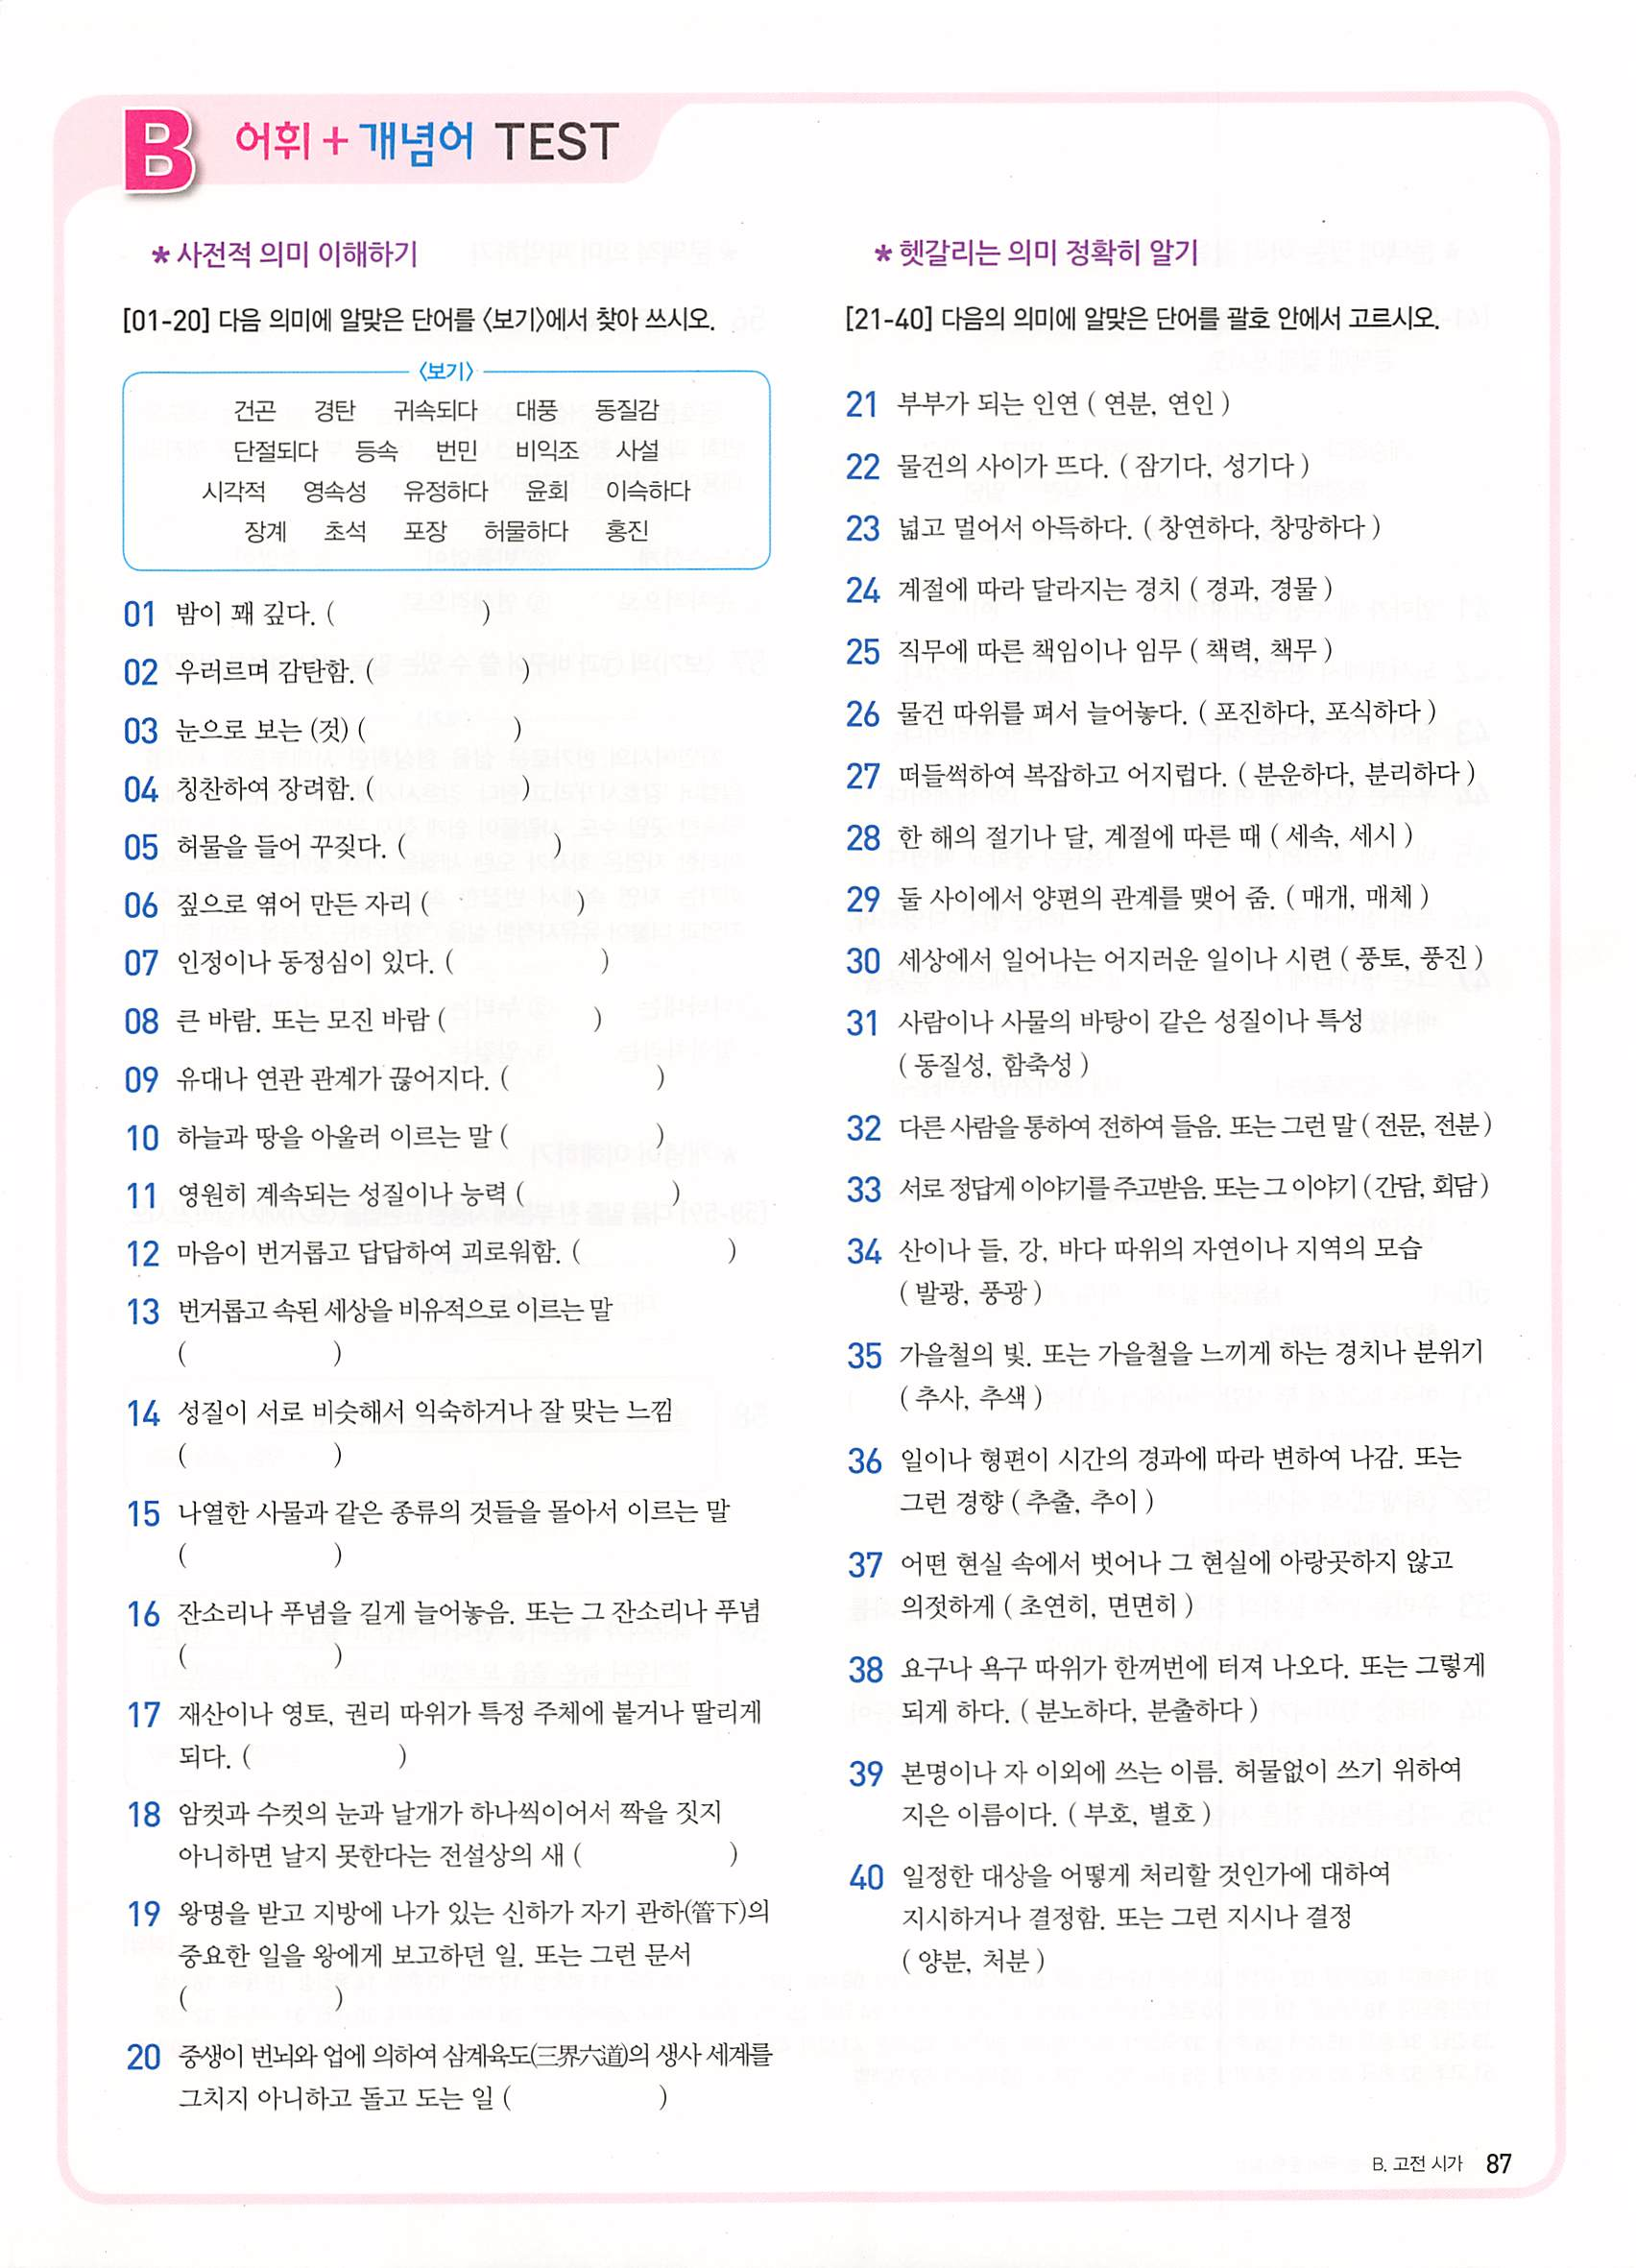 B 어휘 + 개념어 TEST
* 사전적 의미 이해하기
[01-20] 다음 의미에 알맞은 단어를 <보기>에서 찾아 쓰시오.
<보기>
건곤 경탄 귀속되다 대풍 동질감
단절되다 등속 번민 비익조 사설
시각적 영속성 유정하다 윤회 이슥하다
장계 초석 포장 허물하다 홍진
01 밤이 꽤 깊다. ( )
02 우러르며 감탄함. ( )
03 눈으로 보는 (것) ( )
04 칭찬하여 장려함. ( )
05 허물을 들어 꾸짖다. ( )
06 짚으로 엮어 만든 자리 ( )
07 인정이나 동정심이 있다. ( )
08 큰 바람. 또는 모진 바람 ( )
09 유대나 연관 관계가 끊어지다. ( )
10 하늘과 땅을 아울러 이르는 말 ( )
11 영원히 계속되는 성질이나 능력 ( )
12 마음이 번거롭고 답답하여 괴로워함. ( )
13 번거롭고 속된 세상을 비유적으로 이르는 말
( )
14 성질이 서로 비슷해서 익숙하거나 잘 맞는 느낌
( )
15 나열한 사물과 같은 종류의 것들을 몰아서 이르는 말
( )
16 잔소리나 푸념을 길게 늘어놓음. 또는 그 잔소리나 푸념
( )
17 재산이나 영토, 권리 따위가 특정 주체에 붙거나 딸리게
되다. ( )
18 암컷과 수컷의 눈과 날개가 하나씩이어서 짝을 짓지
아니하면 날지 못한다는 전설상의 새 ( )
19 왕명을 받고 지방에 나가 있는 신하가 자기 관하(管下)의
중요한 일을 왕에게 보고하던 일. 또는 그런 문서
( )
20 중생이 번뇌와 업에 의하여 삼계육도(三界六道)의 생사 세계를
그치지 아니하고 돌고 도는 일 ( )
* 헷갈리는 의미 정확히 알기
[21-40] 다음의 의미에 알맞은 단어를 괄호 안에서 고르시오.
21 부부가 되는 인연 ( 연분, 연인 )
22 물건의 사이가 뜨다. ( 잠기다, 성기다 )
23 넓고 멀어서 아득하다. ( 창연하다, 창망하다 )
24 계절에 따라 달라지는 경치 ( 경과, 경물 )
25 직무에 따른 책임이나 임무 ( 책력, 책무 )
26 물건 따위를 펴서 늘어놓다. ( 포진하다, 포식하다 )
27 떠들썩하여 복잡하고 어지럽다. ( 분운하다, 분리하다 )
28 한 해의 절기나 달, 계절에 따른 때 ( 세속, 세시 )
29 둘 사이에서 양편의 관계를 맺어 줌. ( 매개, 매체 )
30 세상에서 일어나는 어지러운 일이나 시련 ( 풍토, 풍진 )
31 사람이나 사물의 바탕이 같은 성질이나 특성
( 동질성, 함축성 )
32 다른 사람을 통하여 전하여 들음. 또는 그런 말 ( 전문, 전분 )
33 서로 정답게 이야기를 주고받음. 또는 그 이야기 ( 간담, 회담 )
34 산이나 들, 강, 바다 따위의 자연이나 지역의 모습
( 발광, 풍광 )
35 가을철의 빛. 또는 가을철을 느끼게 하는 경치나 분위기
( 추사, 추색 )
36 일이나 형편이 시간의 경과에 따라 변하여 나감. 또는
그런 경향 ( 추출, 추이 )
37 어떤 현실 속에서 벗어나 그 현실에 아랑곳하지 않고
의젓하게 ( 초연히, 면면히 )
38 요구나 욕구 따위가 한꺼번에 터져 나오다. 또는 그렇게
되게 하다. ( 분노하다, 분출하다 )
39 본명이나 자 이외에 쓰는 이름. 허물없이 쓰기 위하여
지은 이름이다. ( 부호, 별호 )
40 일정한 대상을 어떻게 처리할 것인가에 대하여
지시하거나 결정함. 또는 그런 지시나 결정
( 양분, 처분 )
B. 고전 시가 87